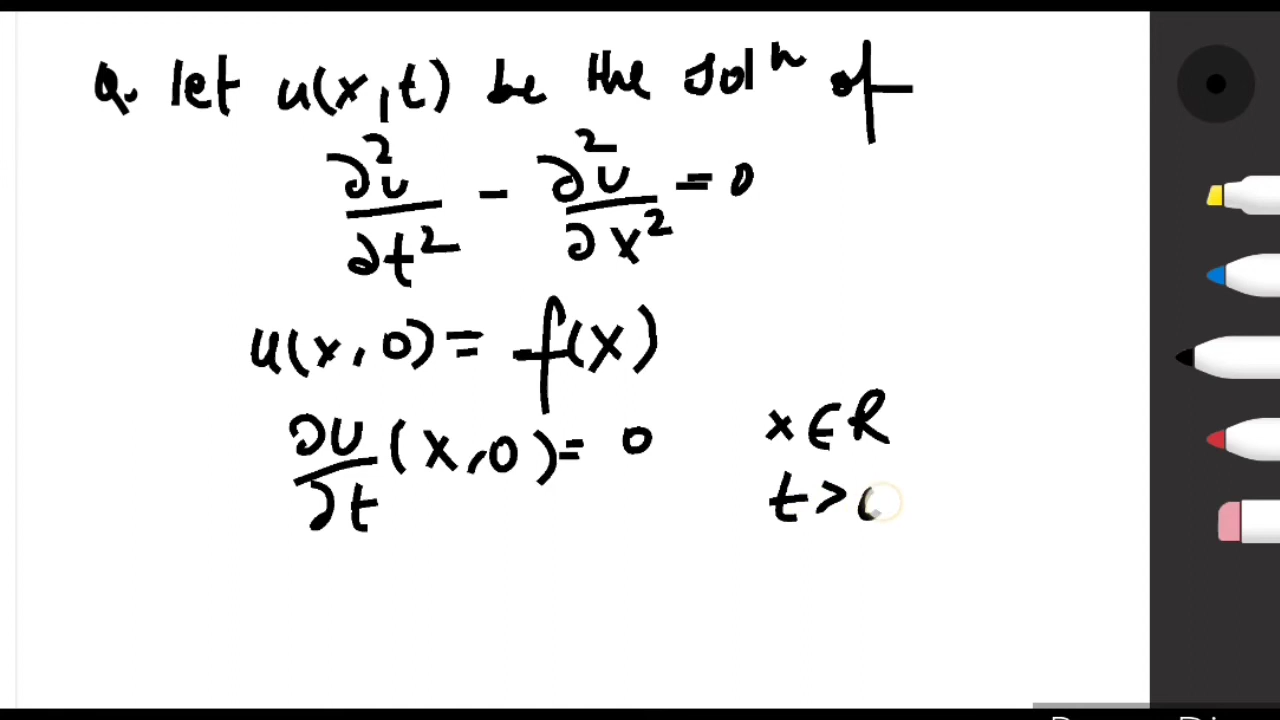 Q. let u(x,t) be the solⁿ of
∂²u/∂t² - ∂²u/∂x² = 0
u(x,0) = f(x)
∂u/∂t (x,0) = 0 x∈R
t>0